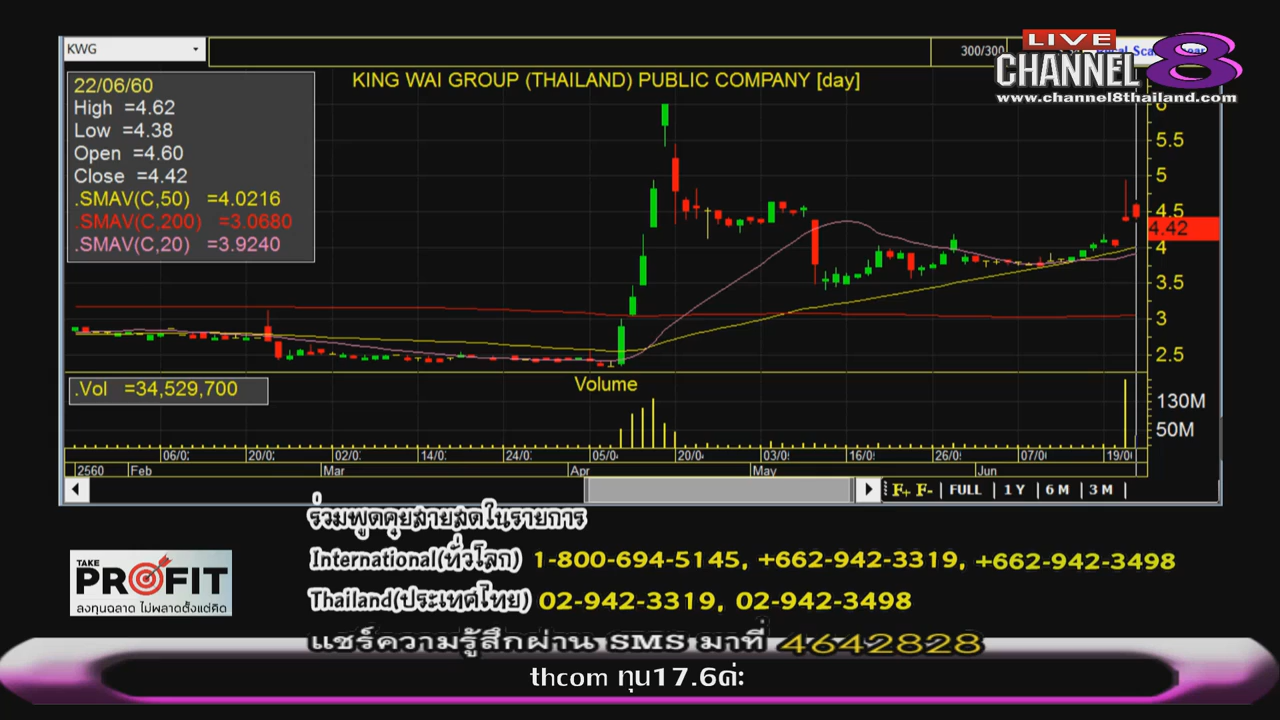 KWG
300/300
LIVE
CHANNEL 8
www.channel8thailand.com
KING WAI GROUP (THAILAND) PUBLIC COMPANY [day]
22/06/60
High =4.62
Low =4.38
Open =4.60
Close =4.42
.SMAV(C,50) =4.0216
.SMAV(C,200) =3.0680
.SMAV(C,20) =3.9240
6
5.5
5
4.5
4.42
4
3.5
3
2.5
.Vol =34,529,700
Volume
130M
50M
06/0 20/0 02/0 14/0 24/0 05/0 20/0 03/0 16/0 26/0 07/0 19/0
2560 Feb Mar Apr May Jun
F+ F- FULL 1 Y 6 M 3 M
ร่วมพูดคุยสายสดในรายการ
International(ทั่วโลก) 1-800-694-5145, +662-942-3319, +662-942-3498
Thailand(ประเทศไทย) 02-942-3319, 02-942-3498
TAKE PROFIT
ลงทุนฉลาด ไม่พลาดตั้งแต่คิด
แชร์ความรู้สึกผ่าน SMS มาที่ 4642828
thcom ทุน17.6ค่ะ